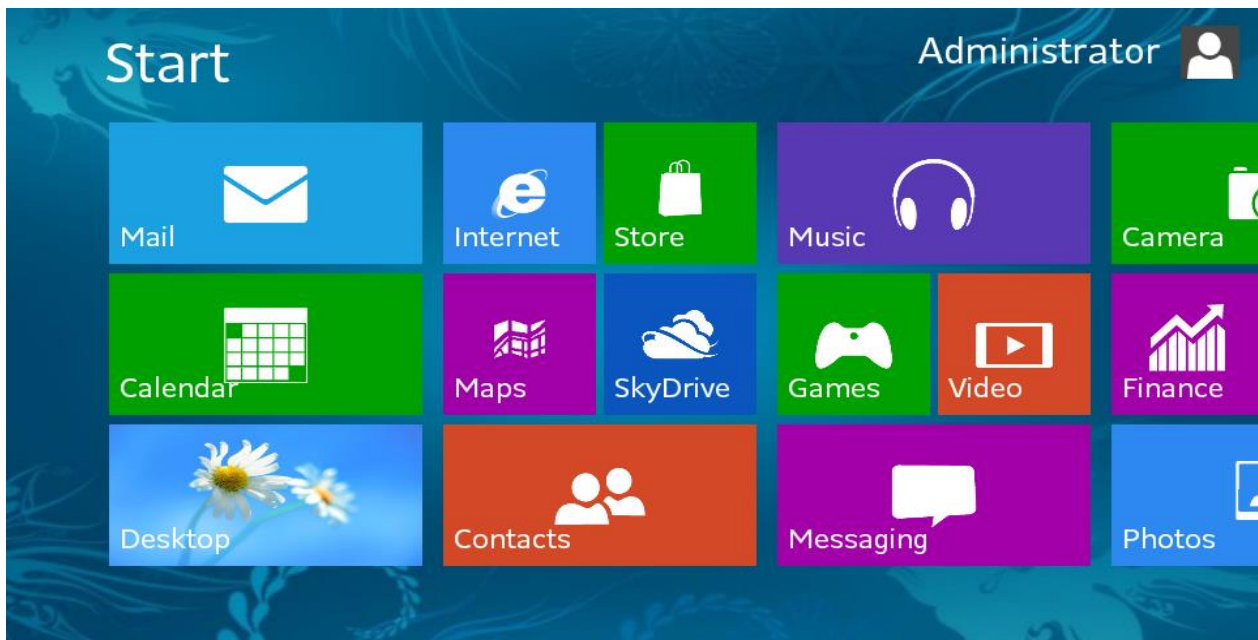 Start
Administrator
Mail
Internet
Store
Music
Camera
Calendar
Maps
SkyDrive
Games
Video
Finance
Desktop
Contacts
Messaging
Photos